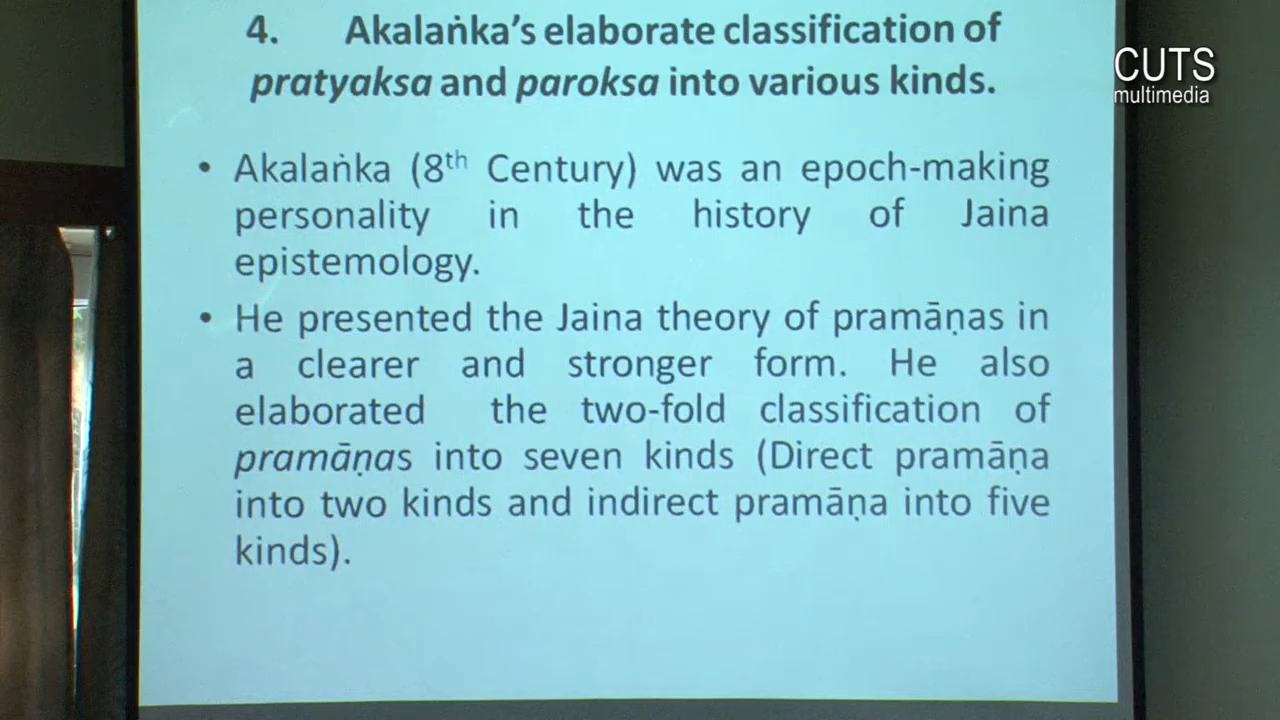 4. Akalaṅka’s elaborate classification of
pratyaksa and paroksa into various kinds.
CUTS
multimedia
• Akalaṅka (8th Century) was an epoch-making
personality in the history of Jaina
epistemology.
• He presented the Jaina theory of pramāṇas in
a clearer and stronger form. He also
elaborated the two-fold classification of
pramāṇas into seven kinds (Direct pramāṇa
into two kinds and indirect pramāṇa into five
kinds).